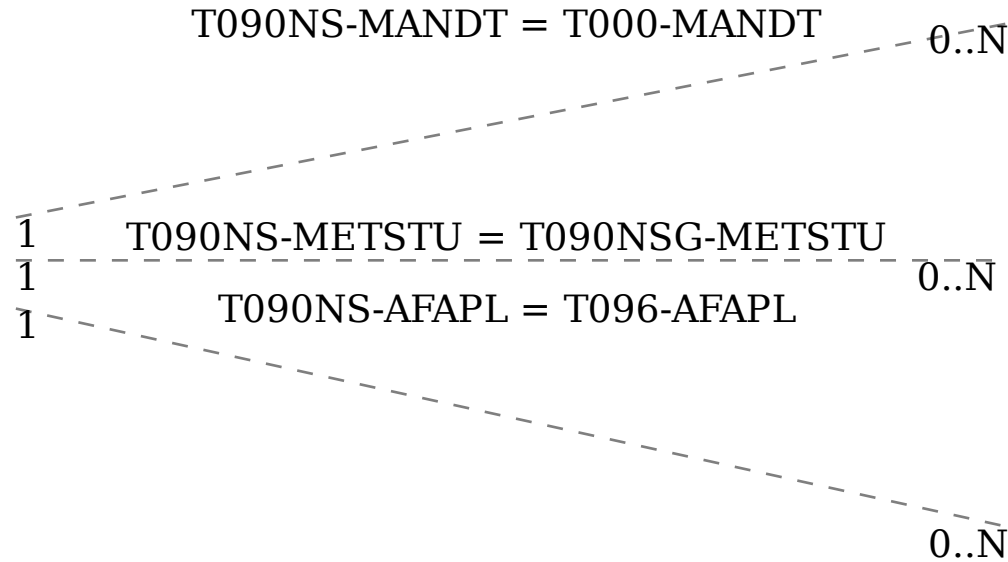 T090NS-MANDT = T000-MANDT
0..N
1
T090NS-METSTU = T090NSG-METSTU
1
0..N
T090NS-AFAPL = T096-AFAPL
1
0..N